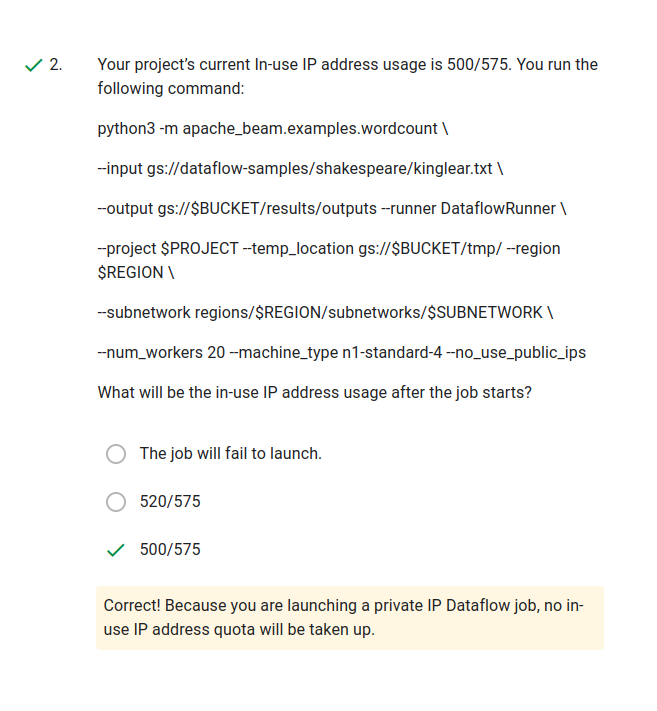 2. Your project’s current In-use IP address usage is 500/575. You run the
following command:
python3 -m apache_beam.examples.wordcount \
--input gs://dataflow-samples/shakespeare/kinglear.txt \
--output gs://$BUCKET/results/outputs --runner DataflowRunner \
--project $PROJECT --temp_location gs://$BUCKET/tmp/ --region
$REGION \
--subnetwork regions/$REGION/subnetworks/$SUBNETWORK \
--num_workers 20 --machine_type n1-standard-4 --no_use_public_ips
What will be the in-use IP address usage after the job starts?
The job will fail to launch.
520/575
500/575
Correct! Because you are launching a private IP Dataflow job, no in-
use IP address quota will be taken up.